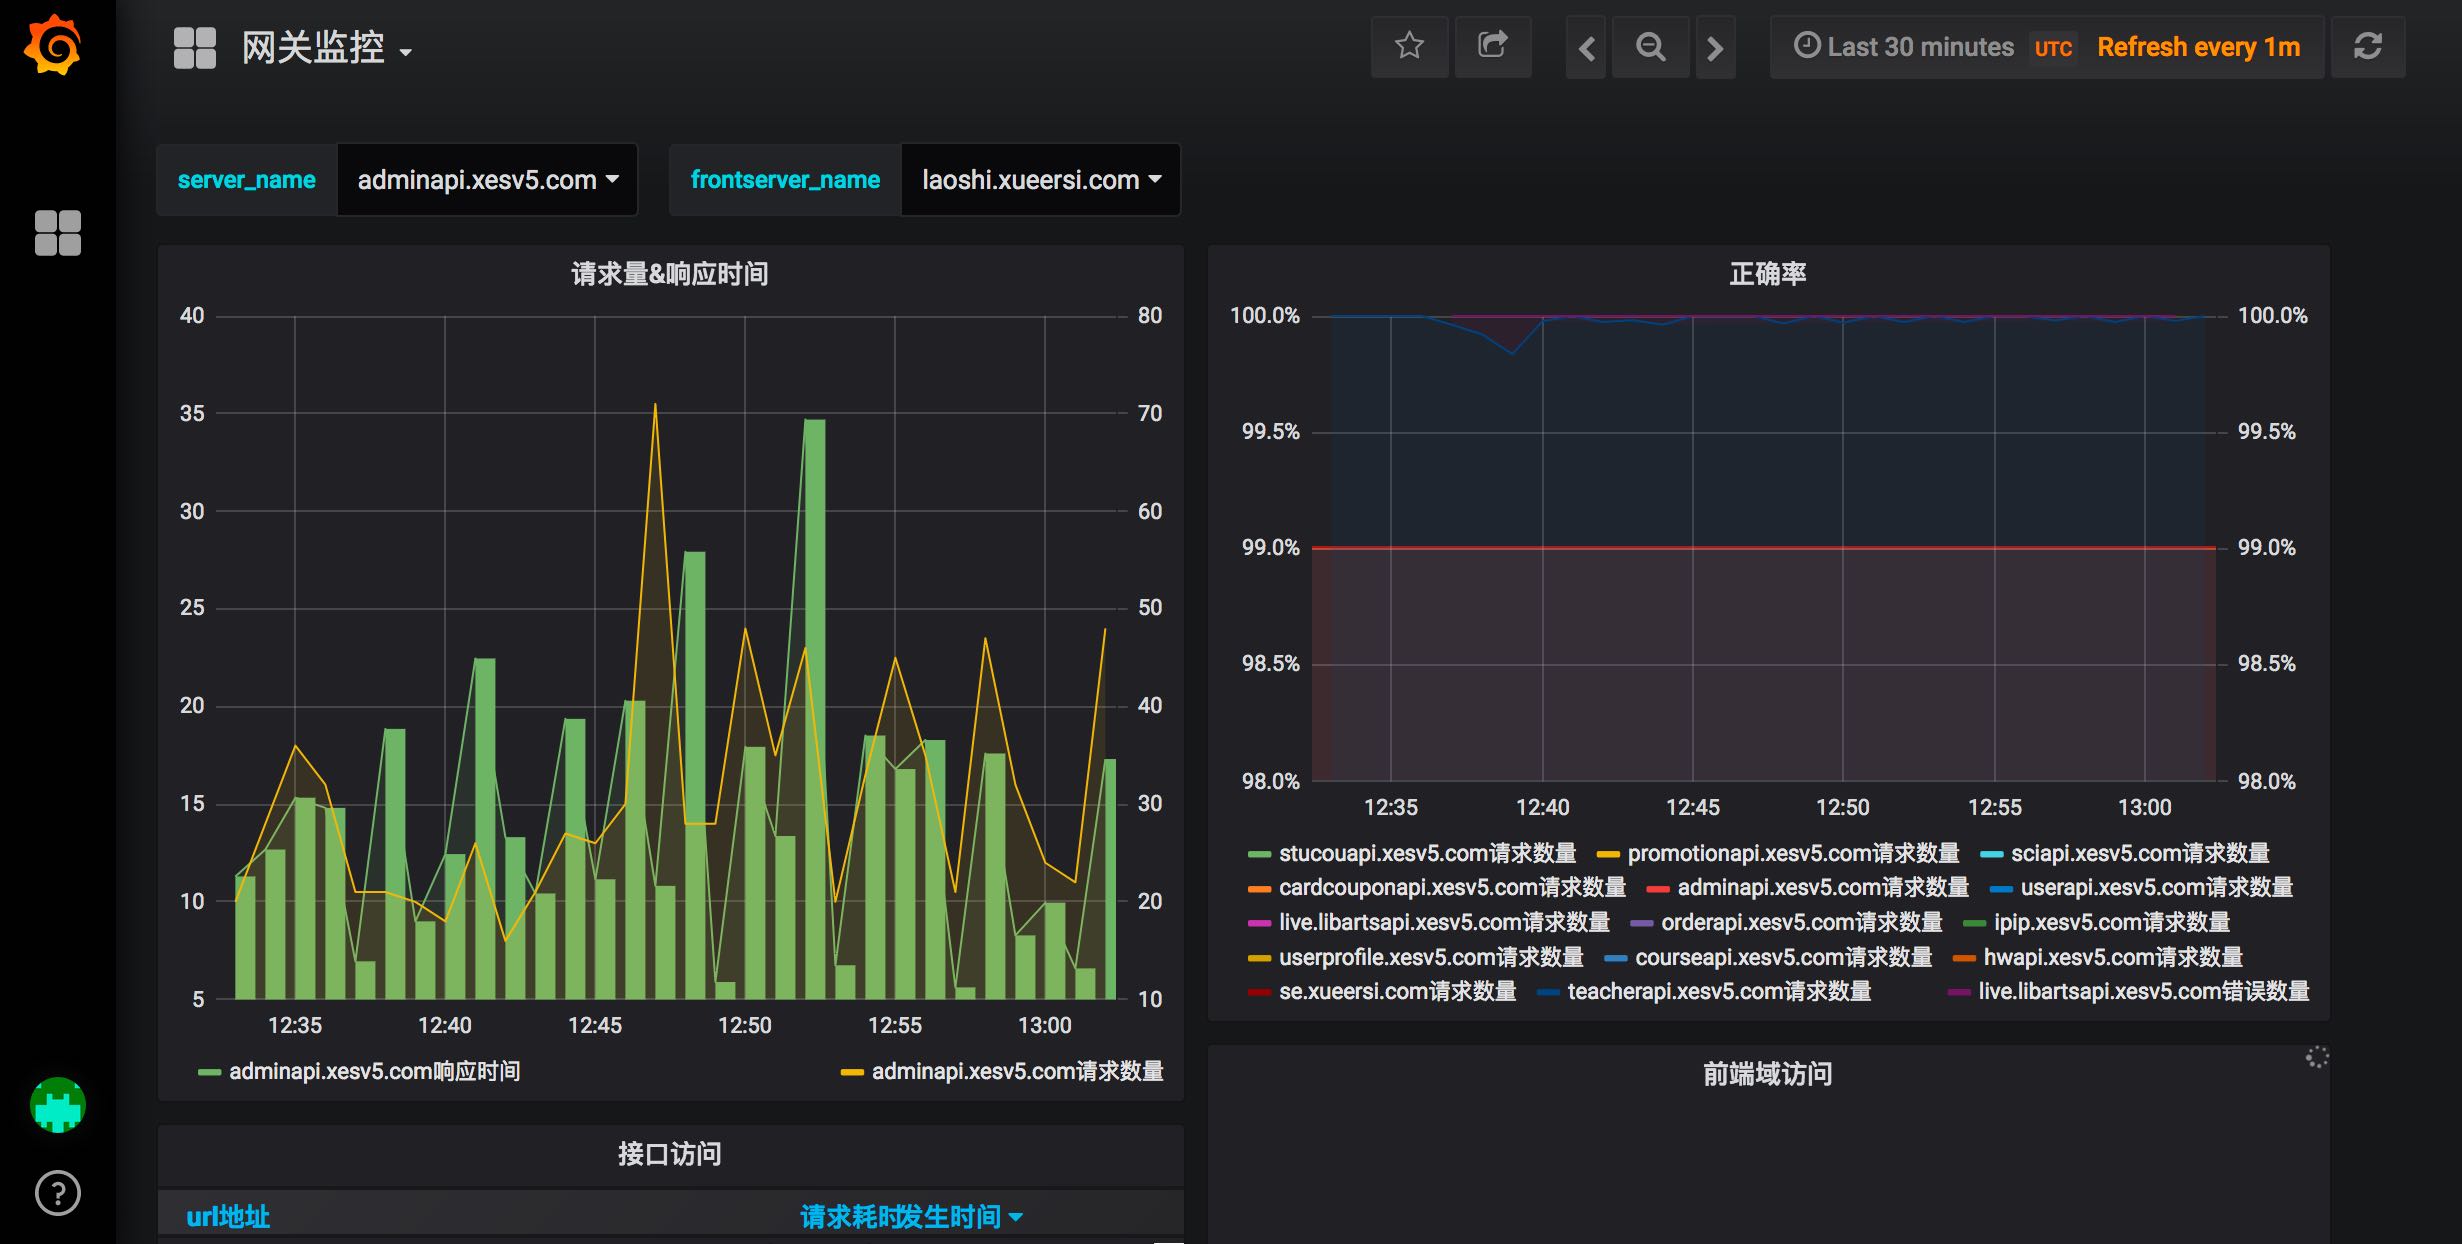 网关监控
Last 30 minutes UTC Refresh every 1m
server_name adminapi.xesv5.com frontserver_name laoshi.xueersi.com
请求量&响应时间
40 80
35 70
30 60
25 50
20 40
15 30
10 20
5 10
12:35 12:40 12:45 12:50 12:55 13:00
adminapi.xesv5.com响应时间 adminapi.xesv5.com请求数量
正确率
100.0% 100.0%
99.5% 99.5%
99.0% 99.0%
98.5% 98.5%
98.0% 98.0%
12:35 12:40 12:45 12:50 12:55 13:00
stucouapi.xesv5.com请求数量 promotionapi.xesv5.com请求数量 sciapi.xesv5.com请求数量
cardcouponapi.xesv5.com请求数量 adminapi.xesv5.com请求数量 userapi.xesv5.com请求数量
live.libartsapi.xesv5.com请求数量 orderapi.xesv5.com请求数量 ipip.xesv5.com请求数量
userprofile.xesv5.com请求数量 courseapi.xesv5.com请求数量 hwapi.xesv5.com请求数量
se.xueersi.com请求数量 teacherapi.xesv5.com请求数量 live.libartsapi.xesv5.com错误数量
前端域访问
接口访问
url地址 请求耗时 发生时间
?